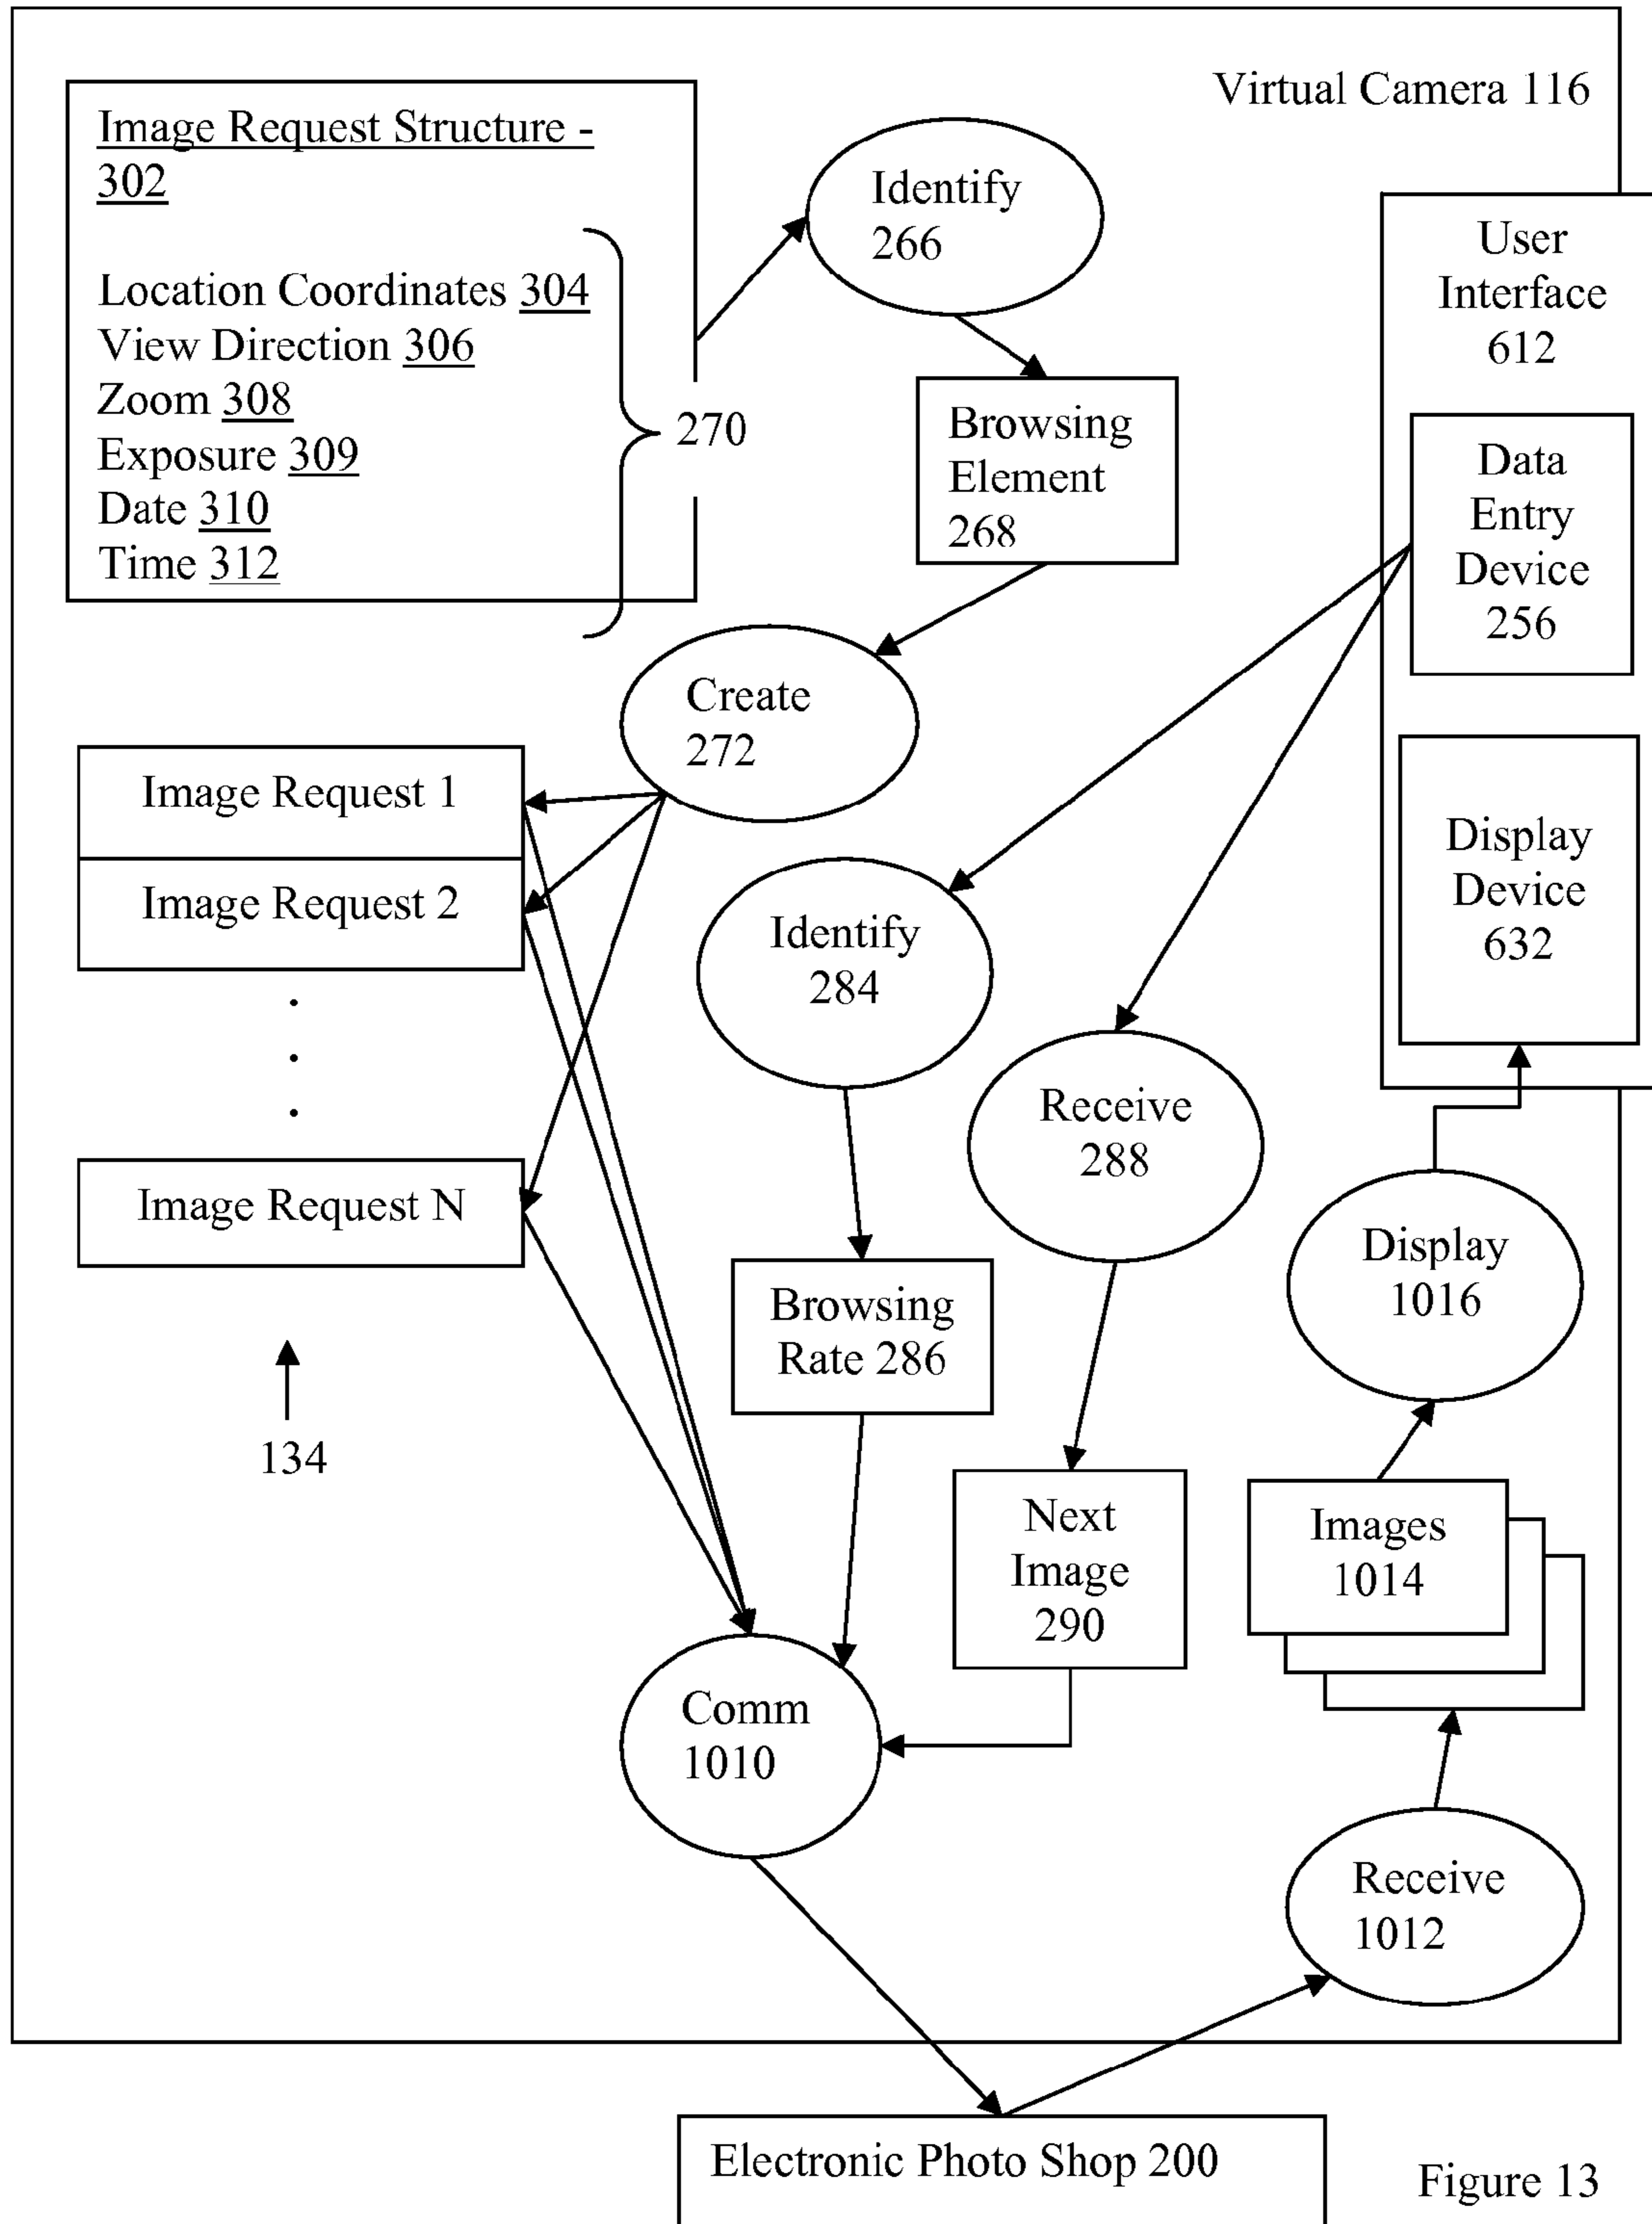 Virtual Camera 116
Image Request Structure -
302
Location Coordinates 304
View Direction 306
Zoom 308
Exposure 309
Date 310
Time 312
270
Identify
266
Browsing
Element
268
User
Interface
612
Data
Entry
Device
256
Create
272
Image Request 1
Image Request 2
.
.
.
Image Request N
134
Identify
284
Display
Device
632
Receive
288
Browsing
Rate 286
Display
1016
Next
Image
290
Images
1014
Comm
1010
Receive
1012
Electronic Photo Shop 200
Figure 13